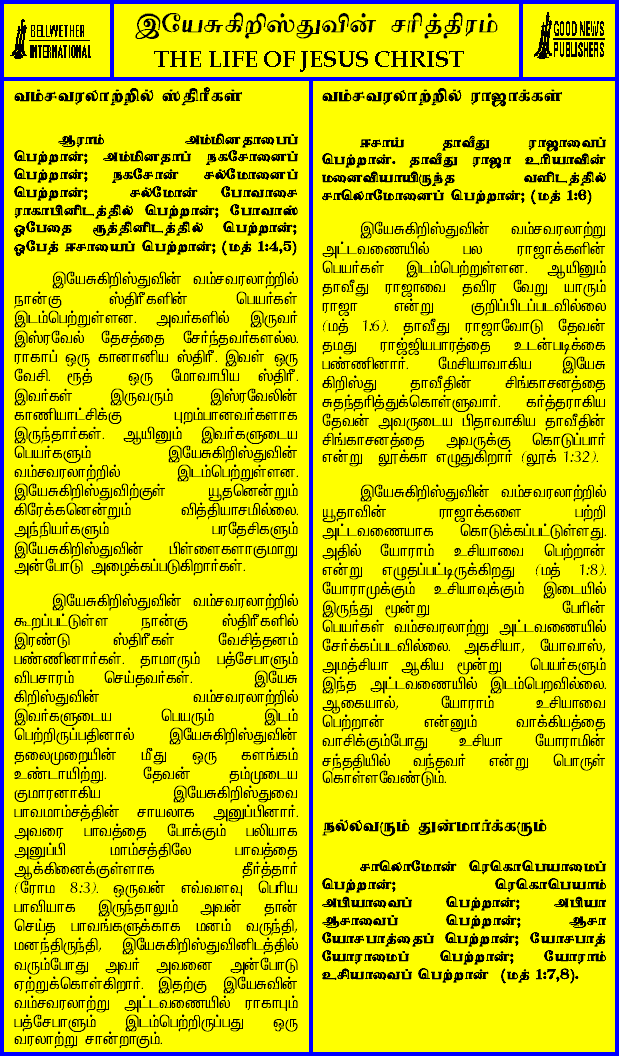 BELLWETHER
INTERNATIONAL
இயேசுகிறிஸ்துவின் சரித்திரம்
THE LIFE OF JESUS CHRIST
GOOD NEWS
PUBLISHERS
வம்சவரலாற்றில் ஸ்திரீகள்
ஆராம் அம்மினதாபைப்
பெற்றான்; அம்மினதாப் நகசோனைப்
பெற்றான்; நகசோன் சல்மோனைப்
பெற்றான்; சல்மோன் போவாசை
ராகாபினிடத்தில் பெற்றான்; போவாஸ்
ஓபேதை ரூத்தினிடத்தில் பெற்றான்;
ஓபேத் ஈசாயைப் பெற்றான்; (மத் 1:4,5)
இயேசுகிறிஸ்துவின் வம்சவரலாற்றில்
நான்கு ஸ்திரீகளின் பெயர்கள்
இடம்பெற்றுள்ளன. அவர்களில் இருவர்
இஸ்ரவேல் தேசத்தை சேர்ந்தவர்களல்ல.
ராகாப் ஒரு கானானிய ஸ்திரீ. இவள் ஒரு
வேசி. ரூத் ஒரு மோவாபிய ஸ்திரீ.
இவர்கள் இருவரும் இஸ்ரவேலின்
காணியாட்சிக்கு புறம்பானவர்களாக
இருந்தார்கள். ஆயினும் இவர்களுடைய
பெயர்களும் இயேசுகிறிஸ்துவின்
வம்சவரலாற்றில் இடம்பெற்றுள்ளன.
இயேசுகிறிஸ்துவிற்குள் யூதனென்றும்
கிரேக்கனென்றும் வித்தியாசமில்லை.
அந்நியர்களும் பரதேசிகளும்
இயேசுகிறிஸ்துவின் பிள்ளைகளாகுமாறு
அன்போடு அழைக்கப்படுகிறார்கள்.
இயேசுகிறிஸ்துவின் வம்சவரலாற்றில்
கூறப்பட்டுள்ள நான்கு ஸ்திரீகளில்
இரண்டு ஸ்திரீகள் வேசித்தனம்
பண்ணினார்கள். தாமாரும் பத்சேபாளும்
விபசாரம் செய்தவர்கள். இயேசு
கிறிஸ்துவின் வம்சவரலாற்றில்
இவர்களுடைய பெயரும் இடம்
பெற்றிருப்பதினால் இயேசுகிறிஸ்துவின்
தலைமுறையின் மீது ஒரு களங்கம்
உண்டாயிற்று. தேவன் தம்முடைய
குமாரனாகிய இயேசுகிறிஸ்துவை
பாவமாம்சத்தின் சாயலாக அனுப்பினார்.
அவரை பாவத்தை போக்கும் பலியாக
அனுப்பி மாம்சத்திலே பாவத்தை
ஆக்கினைக்குள்ளாக தீர்த்தார்
(ரோம 8:3). ஒருவன் எவ்வளவு பெரிய
பாவியாக இருந்தாலும் அவன் தான்
செய்த பாவங்களுக்காக மனம் வருந்தி,
மனந்திருந்தி, இயேசுகிறிஸ்துவினிடத்தில்
வரும்போது அவர் அவனை அன்போடு
ஏற்றுக்கொள்கிறார். இதற்கு இயேசுவின்
வம்சவரலாற்று அட்டவணையில் ராகாபும்
பத்சேபாளும் இடம்பெற்றிருப்பது ஒரு
வரலாற்று சான்றாகும்.
வம்சவரலாற்றில் ராஜாக்கள்
ஈசாய் தாவீது ராஜாவைப்
பெற்றான். தாவீது ராஜா உரியாவின்
மனைவியாயிருந்த வளிடத்தில்
சாலொமோனைப் பெற்றான்; (மத் 1:6)
இயேசுகிறிஸ்துவின் வம்சவரலாற்று
அட்டவணையில் பல ராஜாக்களின்
பெயர்கள் இடம்பெற்றுள்ளன. ஆயினும்
தாவீது ராஜாவை தவிர வேறு யாரும்
ராஜா என்று குறிப்பிடப்படவில்லை
(மத் 1:6). தாவீது ராஜாவோடு தேவன்
தமது ராஜ்ஜியபாரத்தை உடன்படிக்கை
பண்ணினார். மேசியாவாகிய இயேசு
கிறிஸ்து தாவீதின் சிங்காசனத்தை
சுதந்தரித்துக்கொள்ளுவார். கர்த்தராகிய
தேவன் அவருடைய பிதாவாகிய தாவீதின்
சிங்காசனத்தை அவருக்கு கொடுப்பார்
என்று லூக்கா எழுதுகிறார் (லூக் 1:32).
இயேசுகிறிஸ்துவின் வம்சவரலாற்றில்
யூதாவின் ராஜாக்களை பற்றி
அட்டவணையாக கொடுக்கப்பட்டுள்ளது.
அதில் யோராம் உசியாவை பெற்றான்
என்று எழுதப்பட்டிருக்கிறது (மத் 1:8).
யோராமுக்கும் உசியாவுக்கும் இடையில்
இருந்து மூன்று பேரின்
பெயர்கள் வம்சவரலாற்று அட்டவணையில்
சேர்க்கப்படவில்லை. அகசியா, யோவாஸ்,
அமத்சியா ஆகிய மூன்று பெயர்களும்
இந்த அட்டவணையில் இடம்பெறவில்லை.
ஆகையால், யோராம் உசியாவை
பெற்றான் என்னும் வாக்கியத்தை
வாசிக்கும்போது உசியா யோராமின்
சந்ததியில் வந்தவர் என்று பொருள்
கொள்ளவேண்டும்.
நல்லவரும் துன்மார்க்கரும்
சாலொமோன் ரெகொபெயாமைப்
பெற்றான்; ரெகொபெயாம்
அபியாவைப் பெற்றான்; அபியா
ஆசாவைப் பெற்றான்; ஆசா
யோசபாத்தைப் பெற்றான்; யோசபாத்
யோராமைப் பெற்றான்; யோராம்
உசியாவைப் பெற்றான் (மத் 1:7,8).